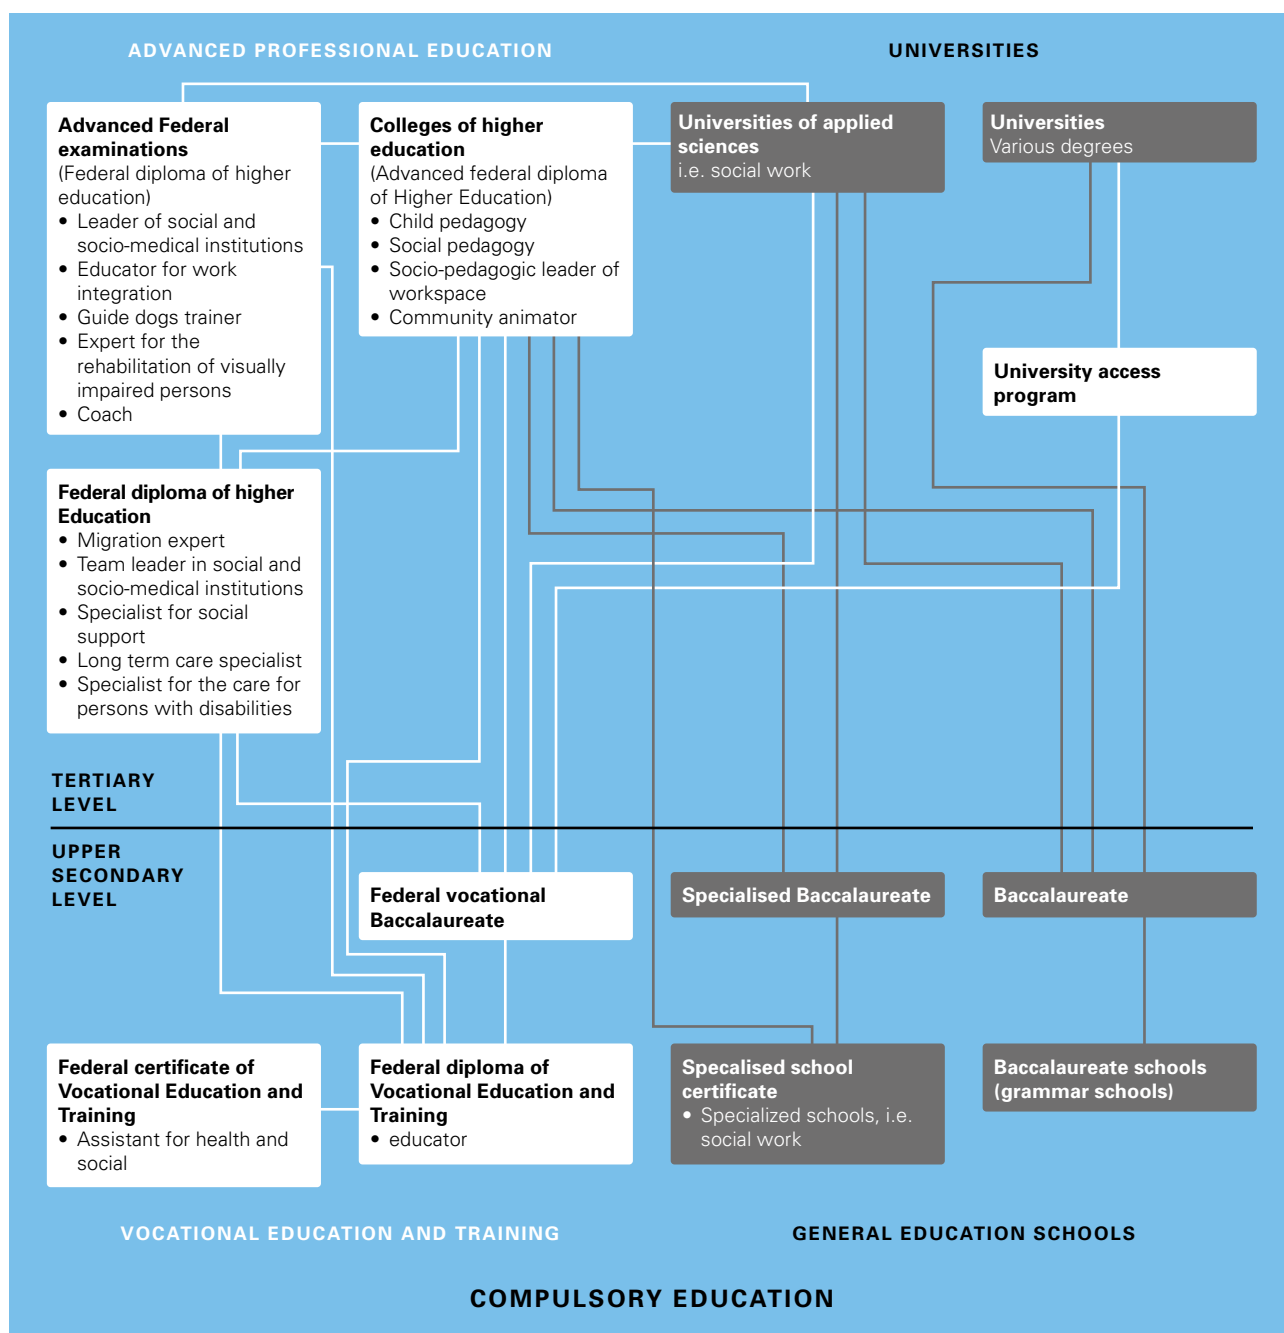 ADVANCED PROFESSIONAL EDUCATION
UNIVERSITIES
Advanced Federal
examinations
(Federal diploma of higher
education)
• Leader of social and
socio-medical institutions
• Educator for work
integration
• Guide dogs trainer
• Expert for the
rehabilitation of visually
impaired persons
• Coach
Colleges of higher
education
(Advanced federal diploma
of Higher Education)
• Child pedagogy
• Social pedagogy
• Socio-pedagogic leader of
workspace
• Community animator
Universities of applied
sciences
i.e. social work
Universities
Various degrees
University access
program
Federal diploma of higher
Education
• Migration expert
• Team leader in social and
socio-medical institutions
• Specialist for social
support
• Long term care specialist
• Specialist for the care for
persons with disabilities
TERTIARY
LEVEL
UPPER
SECONDARY
LEVEL
Federal vocational
Baccalaureate
Specialised Baccalaureate
Baccalaureate
Federal certificate of
Vocational Education and
Training
• Assistant for health and
social
Federal diploma of
Vocational Education and
Training
• educator
Specalised school
certificate
• Specialized schools, i.e.
social work
Baccalaureate schools
(grammar schools)
VOCATIONAL EDUCATION AND TRAINING
GENERAL EDUCATION SCHOOLS
COMPULSORY EDUCATION